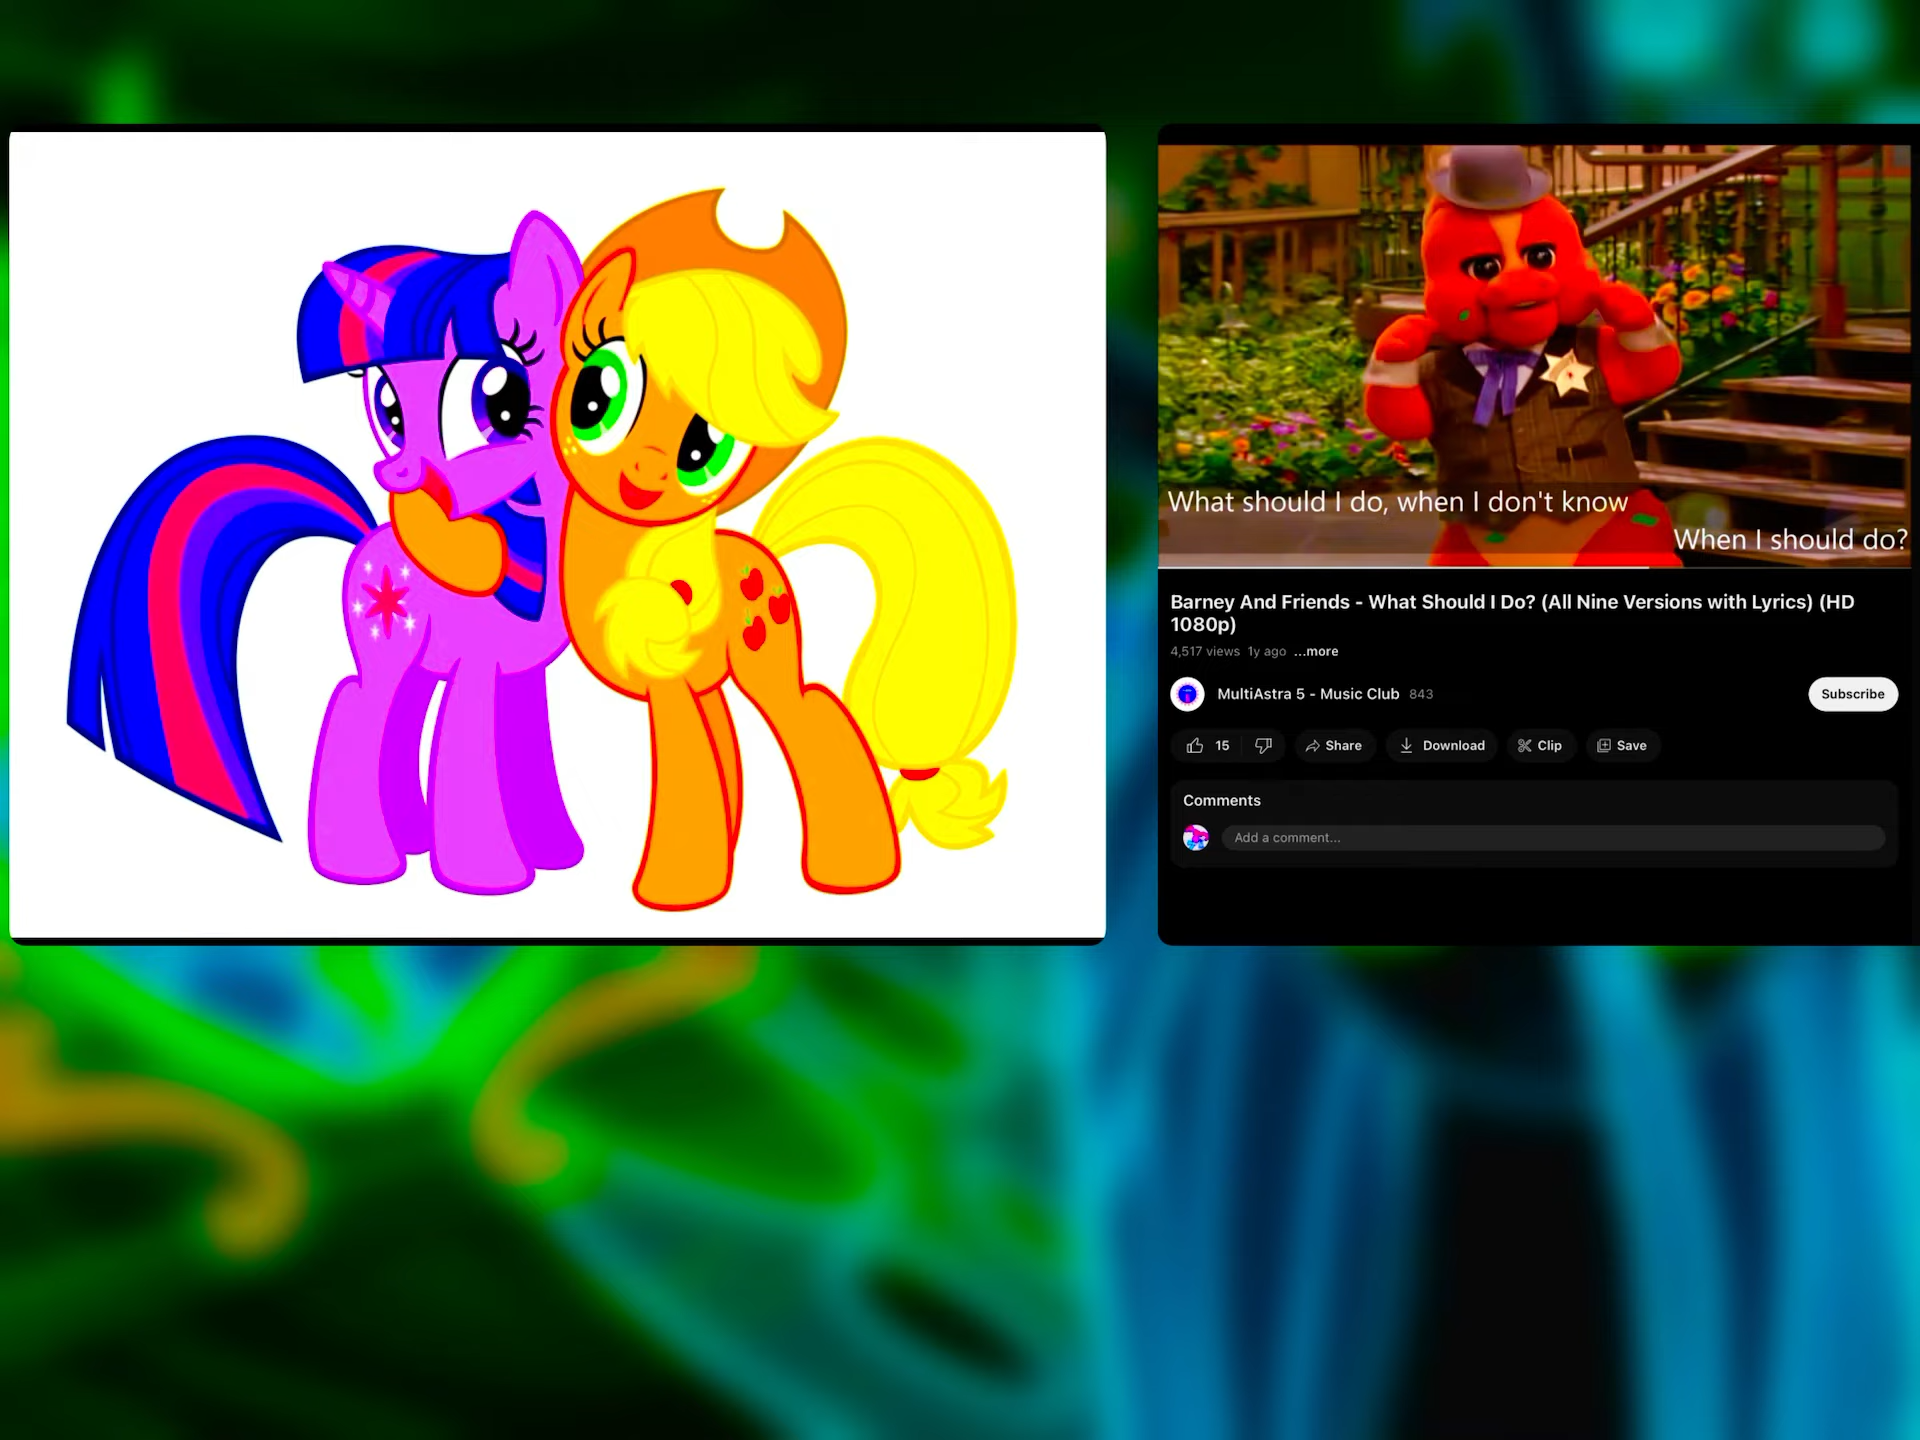 What should I do, when I don't know
When I should do?
Barney And Friends - What Should I Do? (All Nine Versions with Lyrics) (HD
1080p)
4,517 views 1y ago ...more
MultiAstra 5 - Music Club 843
Subscribe
15
Share
Download
Clip
Save
Comments
Add a comment...